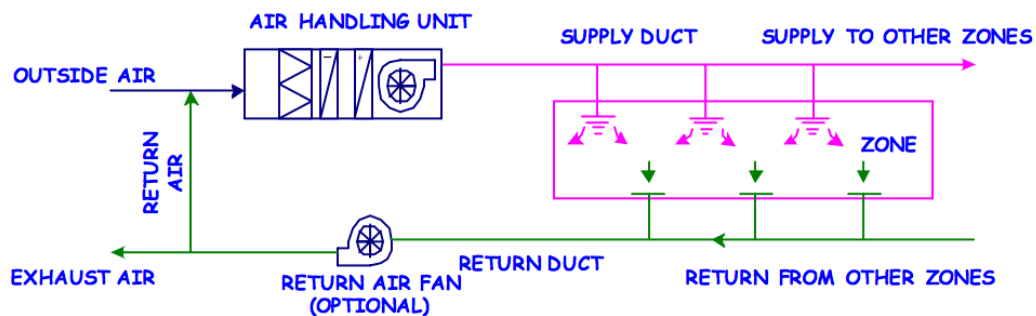 AIR HANDLING UNIT
SUPPLY DUCT
SUPPLY TO OTHER ZONES
OUTSIDE AIR
−
+
ZONE
RETURN
AIR
EXHAUST AIR
RETURN AIR FAN
(OPTIONAL)
RETURN DUCT
RETURN FROM OTHER ZONES